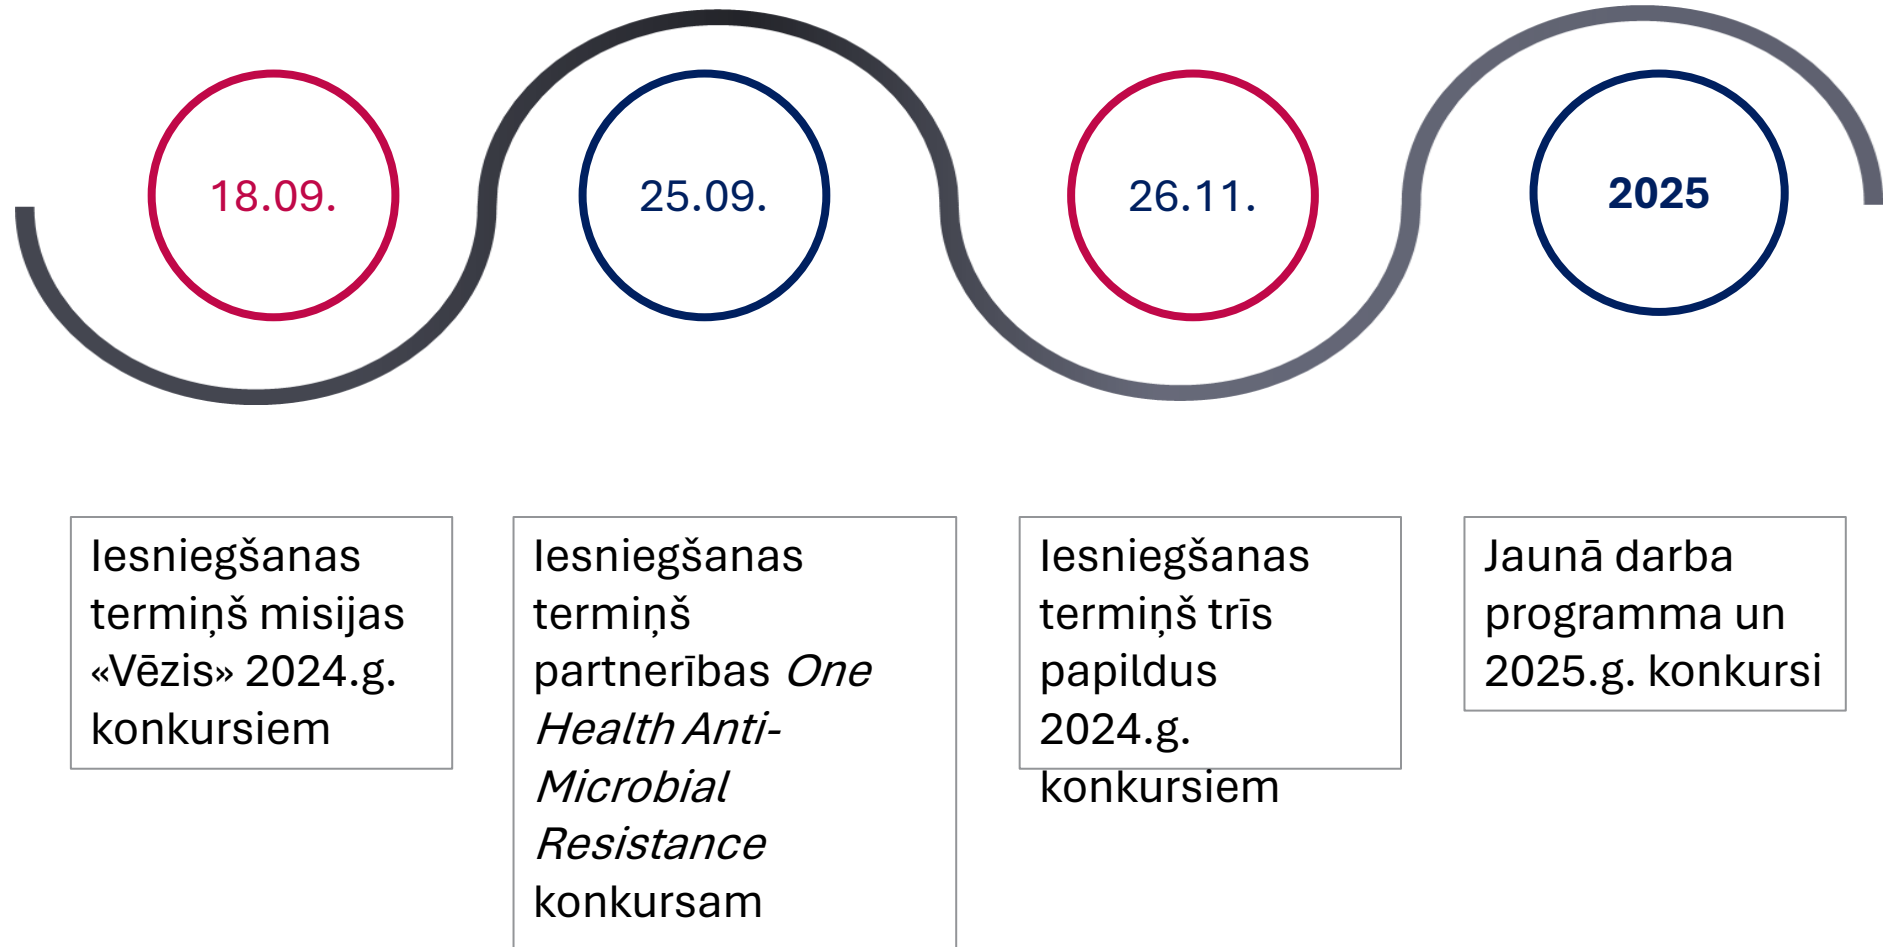 18.09.
25.09.
26.11.
2025
Iesniegšanas
termiņš misijas
«Vēzis» 2024.g.
konkursiem
Iesniegšanas
termiņš
partnerības One
Health Anti-
Microbial
Resistance
konkursam
Iesniegšanas
termiņš trīs
papildus
2024.g.
konkursiem
Jaunā darba
programma un
2025.g. konkursi